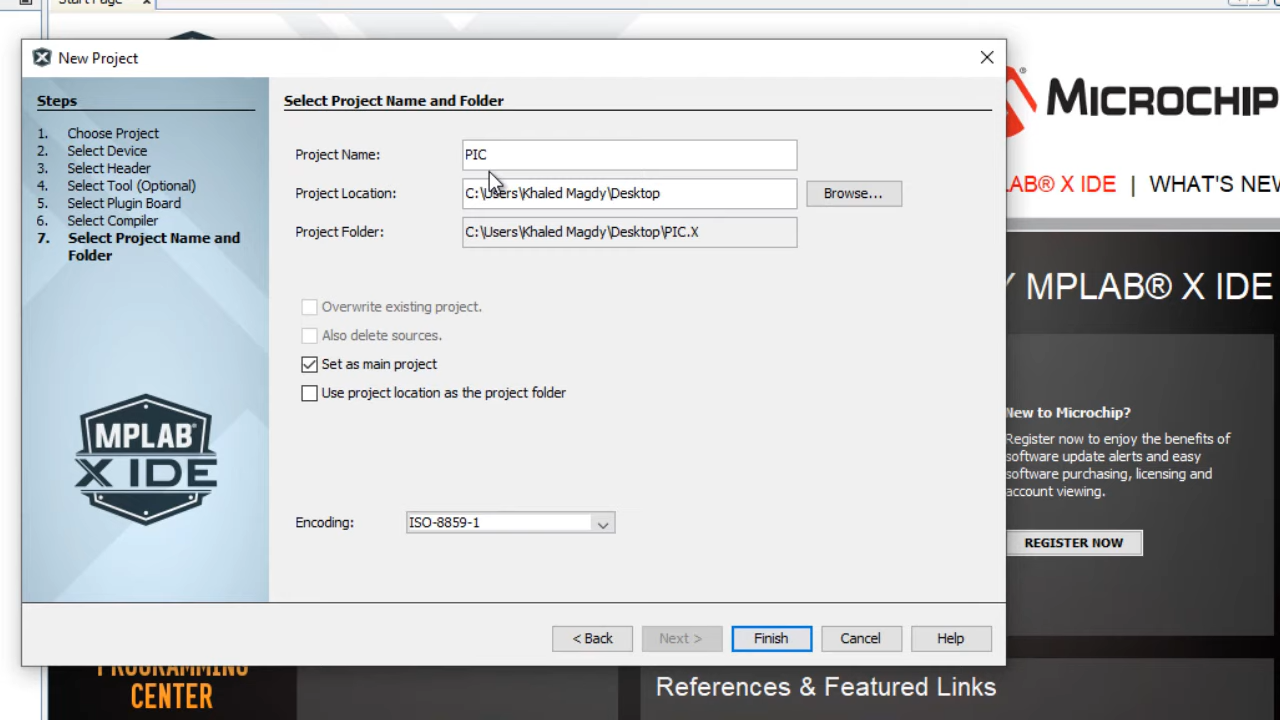 Start Page
New Project
Steps
1. Choose Project
2. Select Device
3. Select Header
4. Select Tool (Optional)
5. Select Plugin Board
6. Select Compiler
7. Select Project Name and
Folder
MPLAB®
X IDE
Select Project Name and Folder
Project Name: PIC
Project Location: C:\Users\Khaled Magdy\Desktop Browse...
Project Folder: C:\Users\Khaled Magdy\Desktop\PIC.X
Overwrite existing project.
Also delete sources.
Set as main project
Use project location as the project folder
Encoding: ISO-8859-1
< Back Next > Finish Cancel Help
® MICROCHIP
AB® X IDE | WHAT'S NEW
Y MPLAB® X IDE
New to Microchip?
Register now to enjoy the benefits of
software update alerts and easy
software purchasing, licensing and
account viewing.
REGISTER NOW
PROGRAMMING
CENTER
References & Featured Links